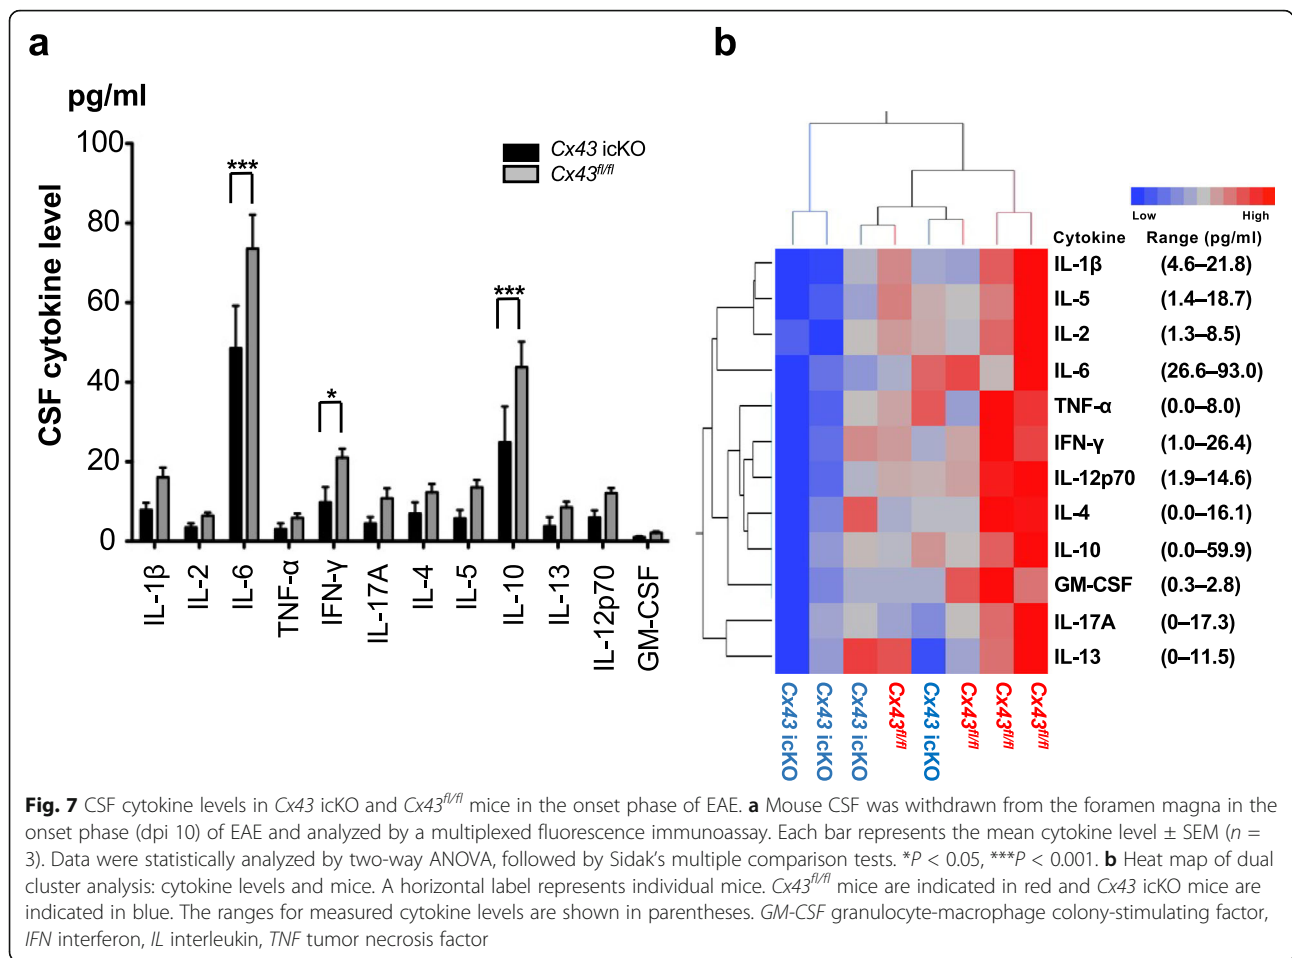 a
pg/ml
CSF cytokine level
100
80
60
40
20
0
***
*
***
Cx43 icKO
Cx43fl/fl
IL-1β
IL-2
IL-6
TNF-α
IFN-γ
IL-17A
IL-4
IL-5
IL-10
IL-13
IL-12p70
GM-CSF
b
Low High
Cytokine Range (pg/ml)
IL-1β (4.6–21.8)
IL-5 (1.4–18.7)
IL-2 (1.3–8.5)
IL-6 (26.6–93.0)
TNF-α (0.0–8.0)
IFN-γ (1.0–26.4)
IL-12p70 (1.9–14.6)
IL-4 (0.0–16.1)
IL-10 (0.0–59.9)
GM-CSF (0.3–2.8)
IL-17A (0–17.3)
IL-13 (0–11.5)
Cx43 icKO
Cx43 icKO
Cx43 icKO
Cx43fl/fl
Cx43 icKO
Cx43fl/fl
Cx43fl/fl
Cx43fl/fl
Fig. 7 CSF cytokine levels in Cx43 icKO and Cx43fl/fl mice in the onset phase of EAE. a Mouse CSF was withdrawn from the foramen magna in the
onset phase (dpi 10) of EAE and analyzed by a multiplexed fluorescence immunoassay. Each bar represents the mean cytokine level ± SEM (n =
3). Data were statistically analyzed by two-way ANOVA, followed by Sidak's multiple comparison tests. *P < 0.05, ***P < 0.001. b Heat map of dual
cluster analysis: cytokine levels and mice. A horizontal label represents individual mice. Cx43fl/fl mice are indicated in red and Cx43 icKO mice are
indicated in blue. The ranges for measured cytokine levels are shown in parentheses. GM-CSF granulocyte-macrophage colony-stimulating factor,
IFN interferon, IL interleukin, TNF tumor necrosis factor